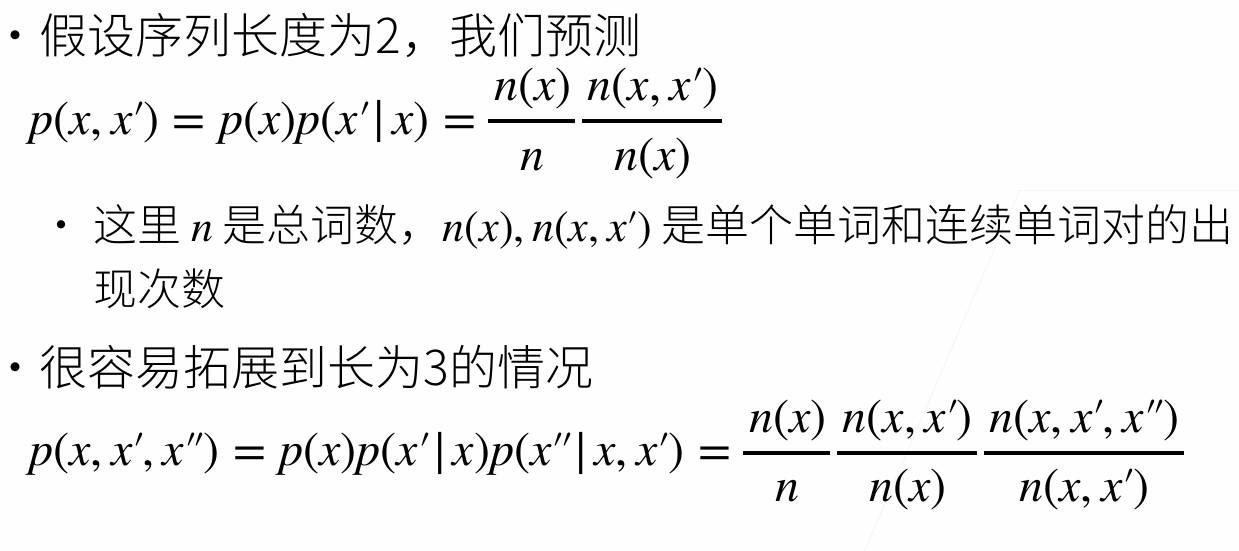 • 假设序列长度为2，我们预测
p(x, x′) = p(x)p(x′ | x) = \frac{n(x)}{n} \frac{n(x, x′)}{n(x)}
• 这里 n 是总词数，n(x), n(x, x′) 是单个单词和连续单词对的出
现次数
• 很容易拓展到长为3的情况
p(x, x′, x′′) = p(x)p(x′ | x)p(x′′ | x, x′) = \frac{n(x)}{n} \frac{n(x, x′)}{n(x)} \frac{n(x, x′, x′′)}{n(x, x′)}